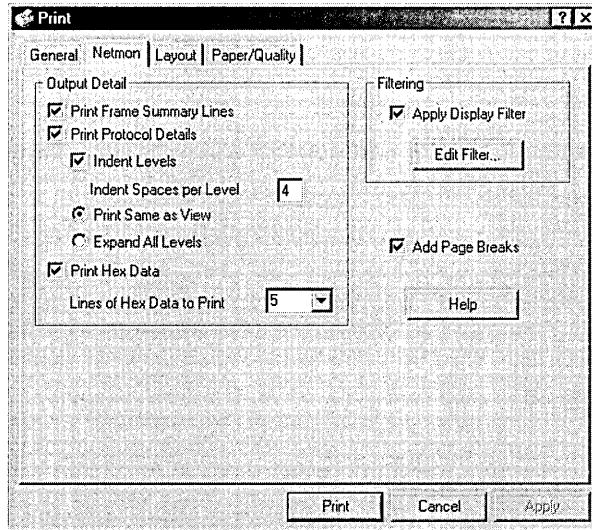 Print
General Netmon Layout Paper/Quality
Output Detail
Print Frame Summary Lines
Print Protocol Details
Indent Levels
Indent Spaces per Level 4
Print Same as View
Expand All Levels
Print Hex Data
Lines of Hex Data to Print 5
Filtering
Apply Display Filter
Edit Filter...
Add Page Breaks
Help
Print Cancel Apply